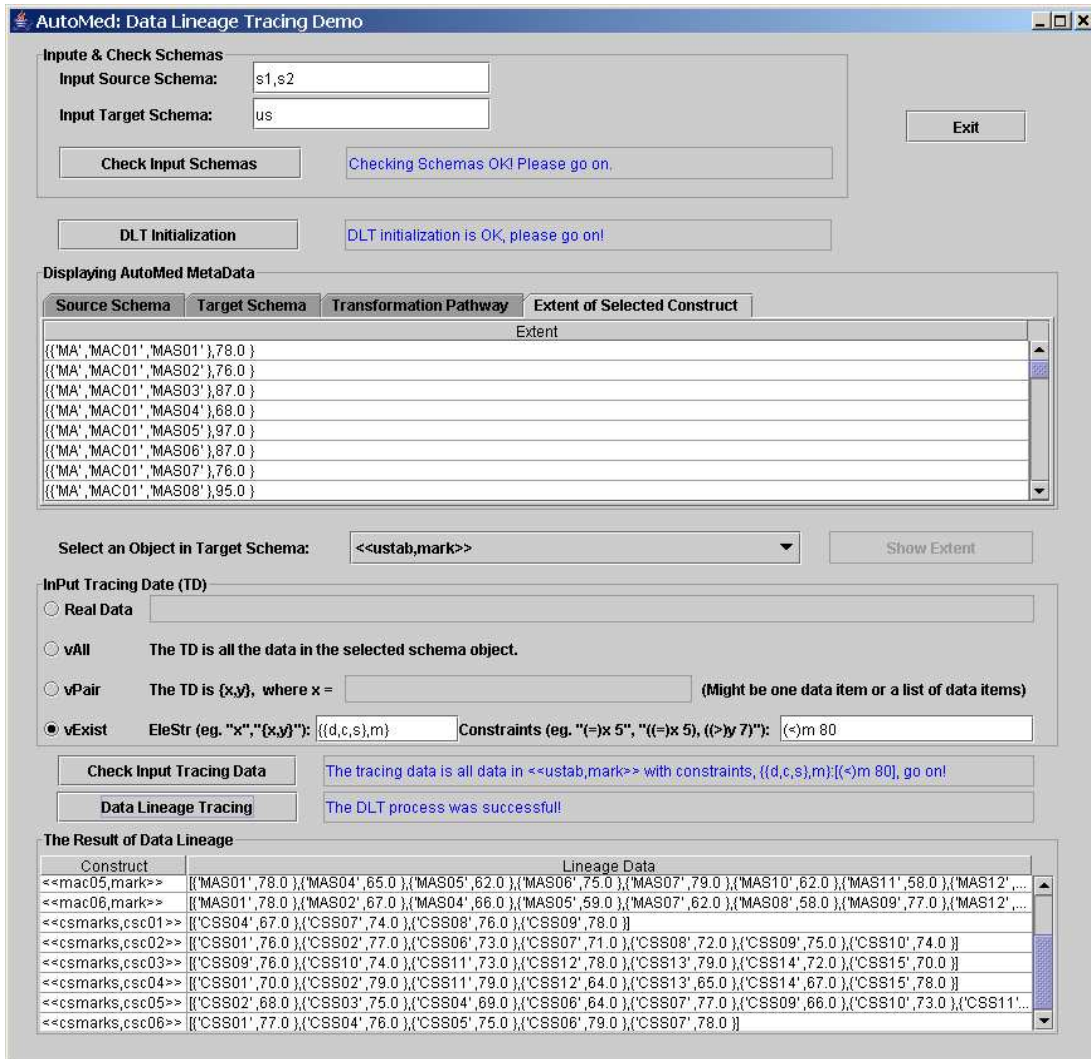 AutoMed: Data Lineage Tracing Demo
Inpute & Check Schemas
Input Source Schema: s1,s2
Input Target Schema: us
Exit
Check Input Schemas Checking Schemas OK! Please go on.
DLT Initialization DLT initialization is OK, please go on!
Displaying AutoMed MetaData
Source Schema Target Schema Transformation Pathway Extent of Selected Construct
Extent
{{'MA','MAC01','MAS01'},78.0 }
{{'MA','MAC01','MAS02'},76.0 }
{{'MA','MAC01','MAS03'},87.0 }
{{'MA','MAC01','MAS04'},68.0 }
{{'MA','MAC01','MAS05'},97.0 }
{{'MA','MAC01','MAS06'},87.0 }
{{'MA','MAC01','MAS07'},76.0 }
{{'MA','MAC01','MAS08'},95.0 }
Select an Object in Target Schema: <<ustab,mark>> Show Extent
InPut Tracing Date (TD)
Real Data
vAll The TD is all the data in the selected schema object.
vPair The TD is {x,y}, where x = (Might be one data item or a list of data items)
vExist EleStr (eg. "x","{x,y}"): {{d,c,s},m} Constraints (eg. "(=)x 5", "((=)x 5), ((>)y 7)"): (<)m 80
Check Input Tracing Data The tracing data is all data in <<ustab,mark>> with constraints, {{d,c,s},m}:[(<)m 80], go on!
Data Lineage Tracing The DLT process was successful!
The Result of Data Lineage
Construct Lineage Data
<<mac05,mark>> [{'MAS01',78.0 },{'MAS04',65.0 },{'MAS05',62.0 },{'MAS06',75.0 },{'MAS07',79.0 },{'MAS10',62.0 },{'MAS11',58.0 },{'MAS12',...
<<mac06,mark>> [{'MAS01',78.0 },{'MAS02',67.0 },{'MAS04',66.0 },{'MAS05',59.0 },{'MAS07',62.0 },{'MAS08',58.0 },{'MAS09',77.0 },{'MAS12',...
<<csmarks,csc01>> [{'CSS04',67.0 },{'CSS07',74.0 },{'CSS08',76.0 },{'CSS09',78.0 }]
<<csmarks,csc02>> [{'CSS01',76.0 },{'CSS02',77.0 },{'CSS06',73.0 },{'CSS07',71.0 },{'CSS08',72.0 },{'CSS09',75.0 },{'CSS10',74.0 }]
<<csmarks,csc03>> [{'CSS09',76.0 },{'CSS10',74.0 },{'CSS11',73.0 },{'CSS12',78.0 },{'CSS13',79.0 },{'CSS14',72.0 },{'CSS15',70.0 }]
<<csmarks,csc04>> [{'CSS01',70.0 },{'CSS02',79.0 },{'CSS11',79.0 },{'CSS12',64.0 },{'CSS13',65.0 },{'CSS14',67.0 },{'CSS15',78.0 }]
<<csmarks,csc05>> [{'CSS02',68.0 },{'CSS03',75.0 },{'CSS04',69.0 },{'CSS06',64.0 },{'CSS07',77.0 },{'CSS09',66.0 },{'CSS10',73.0 },{'CSS11'...
<<csmarks,csc06>> [{'CSS01',77.0 },{'CSS04',76.0 },{'CSS05',75.0 },{'CSS06',79.0 },{'CSS07',78.0 }]